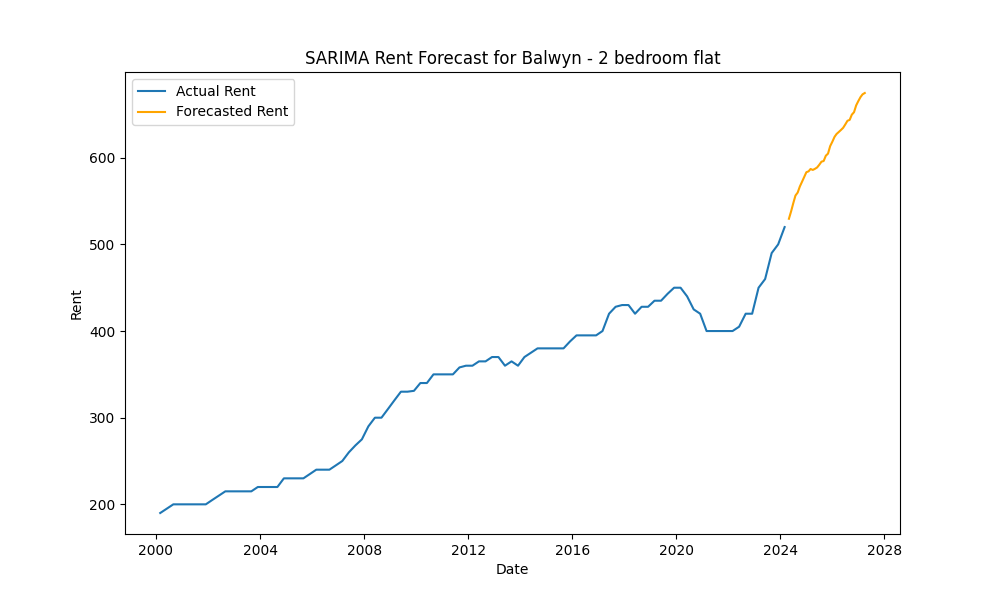 SARIMA Rent Forecast for Balwyn - 2 bedroom flat
Actual Rent
Forecasted Rent
600
500
400
300
200
Rent
2000 2004 2008 2012 2016 2020 2024 2028
Date